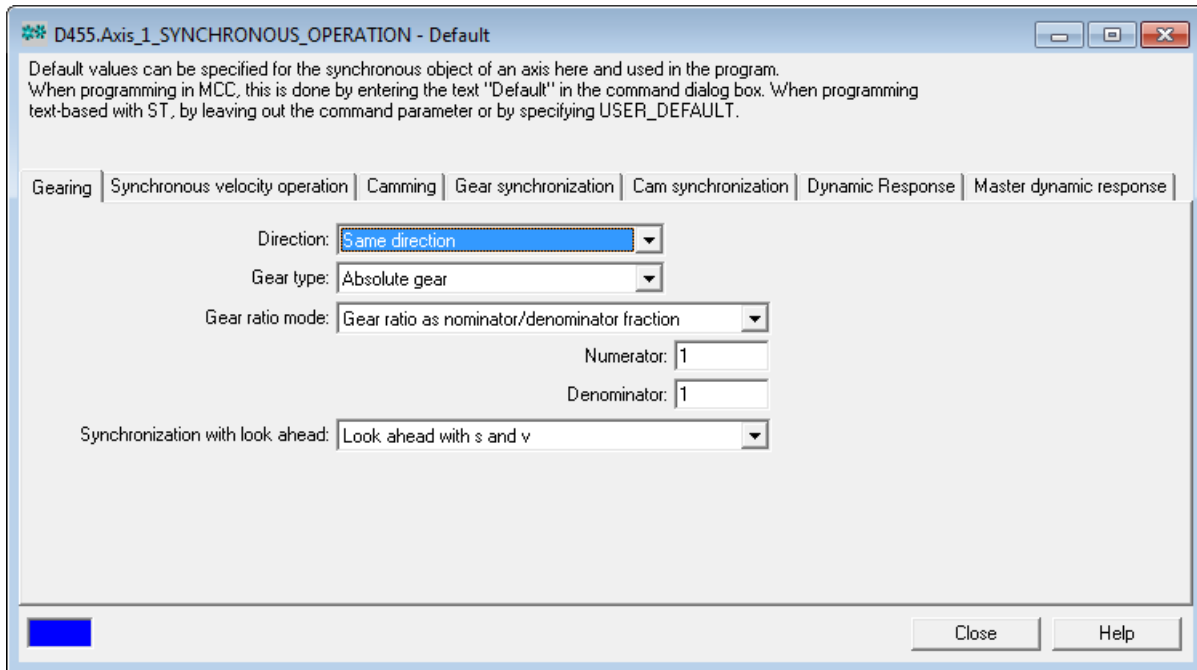 D455.Axis_1_SYNCHRONOUS_OPERATION - Default
Default values can be specified for the synchronous object of an axis here and used in the program.
When programming in MCC, this is done by entering the text "Default" in the command dialog box. When programming
text-based with ST, by leaving out the command parameter or by specifying USER_DEFAULT.
Gearing Synchronous velocity operation Camming Gear synchronization Cam synchronization Dynamic Response Master dynamic response
Direction: Same direction
Gear type: Absolute gear
Gear ratio mode: Gear ratio as nominator/denominator fraction
Numerator: 1
Denominator: 1
Synchronization with look ahead: Look ahead with s and v
Close Help